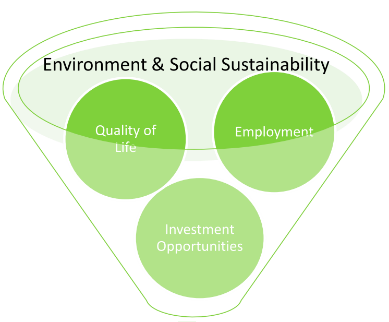 Environment & Social Sustainability
Quality of
Life
Employment
Investment
Opportunities